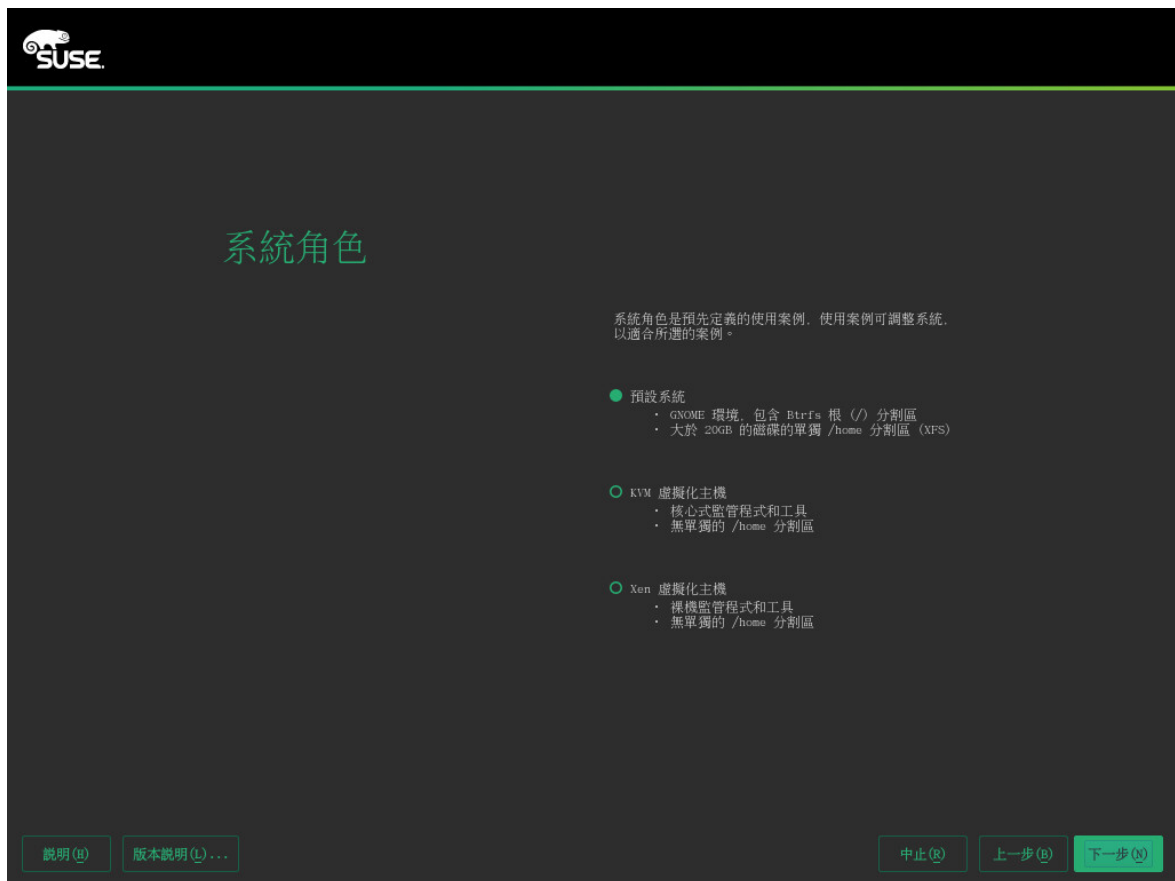 SUSE.
系統角色
系統角色是預先定義的使用案例，使用案例可調整系統，
以適合所選的案例。
預設系統
· GNOME 環境，包含 Btrfs 根 (/) 分割區
· 大於 20GB 的磁碟的單獨 /home 分割區 (XFS)
KVM 虛擬化主機
· 核心式監管程式和工具
· 無單獨的 /home 分割區
Xen 虛擬化主機
· 裸機監管程式和工具
· 無單獨的 /home 分割區
説明(H) 版本説明(L)... 中止(R) 上一步(B) 下一步(N)